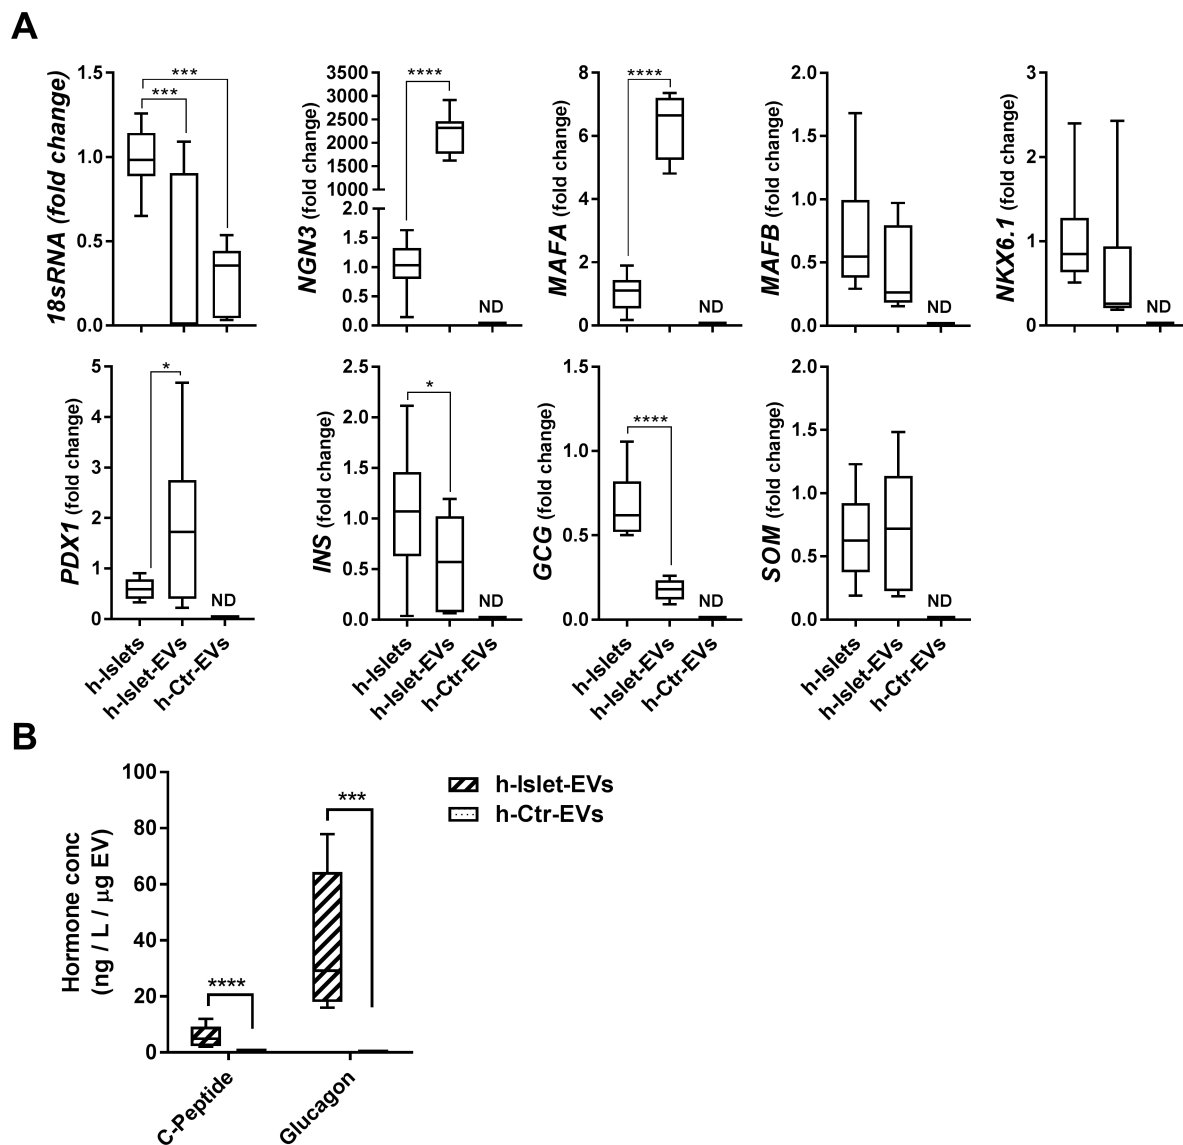 A
18sRNA (fold change)
1.5
1.0
0.5
0.0
***
***
NGN3 (fold change)
3500
3000
2500
2000
1500
1000
2.0
1.5
1.0
0.5
0.0
****
ND
MAFA (fold change)
8
6
4
2
0
****
ND
MAFB (fold change)
2.0
1.5
1.0
0.5
0.0
ND
NKX6.1 (fold change)
3
2
1
0
ND
PDX1 (fold change)
5
4
3
2
1
0
*
ND
h-Islets
h-Islet-EVs
h-Ctr-EVs
INS (fold change)
2.5
2.0
1.5
1.0
0.5
0.0
*
ND
h-Islets
h-Islet-EVs
h-Ctr-EVs
GCG (fold change)
1.5
1.0
0.5
0.0
****
ND
h-Islets
h-Islet-EVs
h-Ctr-EVs
SOM (fold change)
2.0
1.5
1.0
0.5
0.0
ND
h-Islets
h-Islet-EVs
h-Ctr-EVs
B
Hormone conc
(ng / L / μg EV)
100
80
60
40
20
0
****
***
C-Peptide
Glucagon
h-Islet-EVs
h-Ctr-EVs